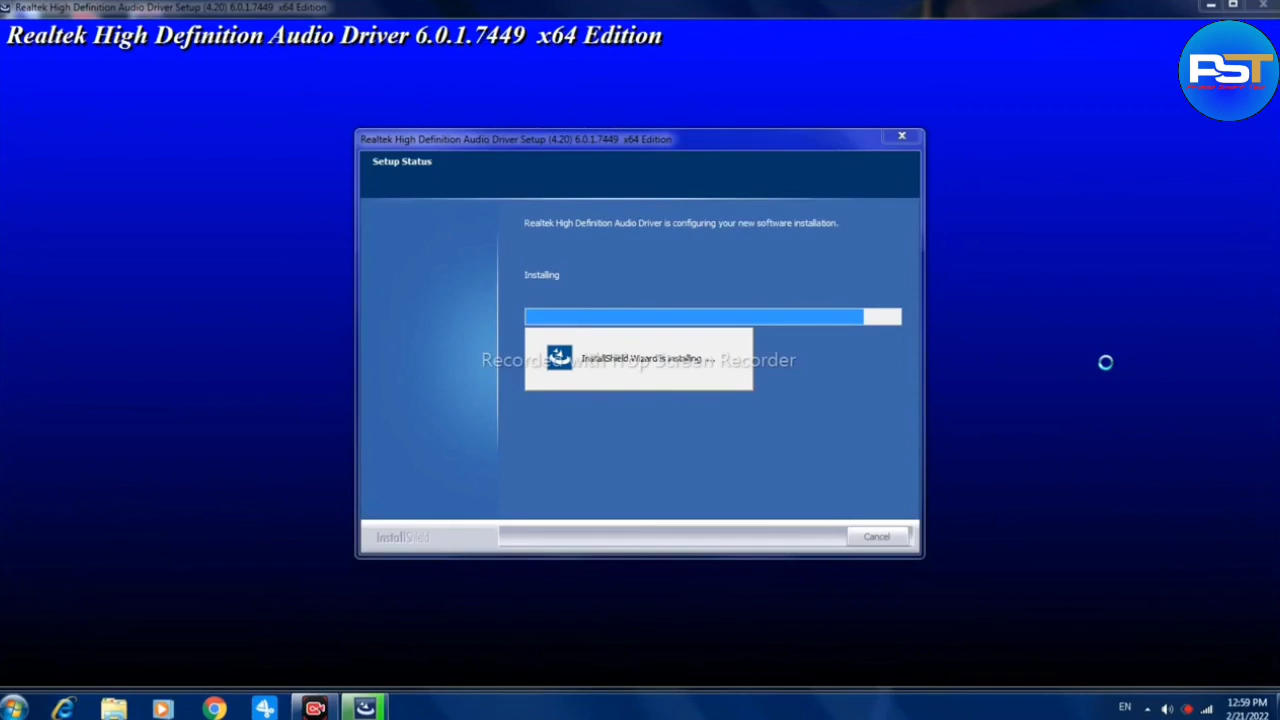 Realtek High Definition Audio Driver Setup (4.20) 6.0.1.7449 x64 Edition
Realtek High Definition Audio Driver 6.0.1.7449 x64 Edition
PST
Realtek High Definition Audio Driver Setup (4.20) 6.0.1.7449 x64 Edition
Setup Status
Realtek High Definition Audio Driver is configuring your new software installation.
Installing
InstallShield Wizard is installing ...
Recorded with iTop Screen Recorder
InstallShield
Cancel
EN
12:59 PM
2/21/2022